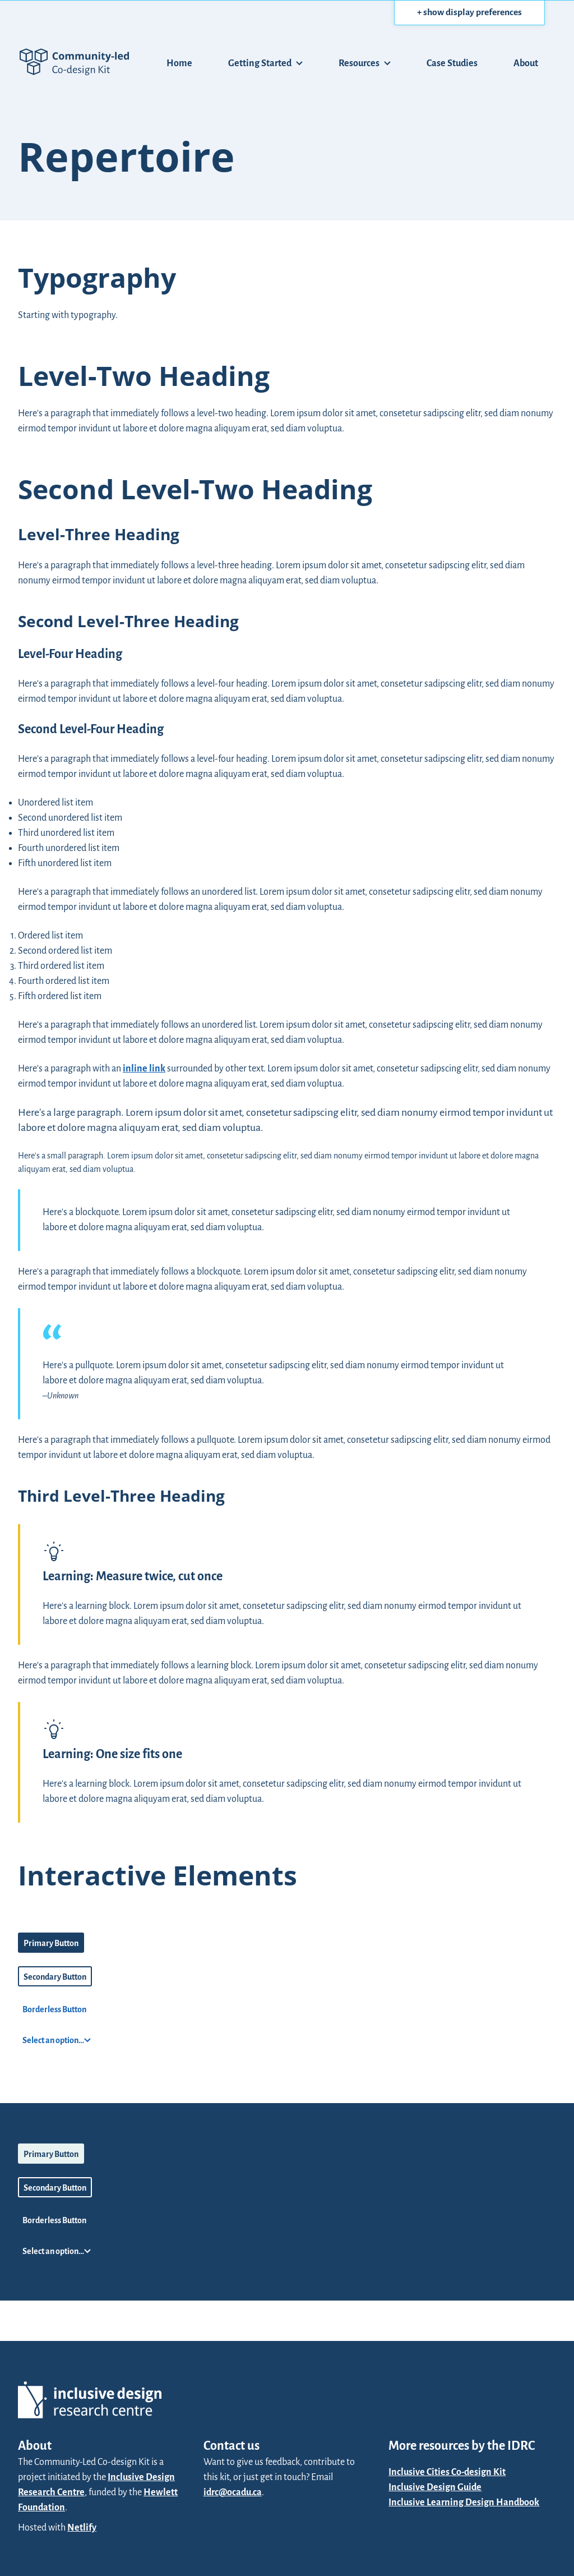 + show display preferences
Community-led
Co-design Kit
Home
Getting Started
Resources
Case Studies
About
Repertoire
Typography
Starting with typography.
Level-Two Heading
Here's a paragraph that immediately follows a level-two heading. Lorem ipsum dolor sit amet, consetetur sadipscing elitr, sed diam nonumy
eirmod tempor invidunt ut labore et dolore magna aliquyam erat, sed diam voluptua.
Second Level-Two Heading
Level-Three Heading
Here's a paragraph that immediately follows a level-three heading. Lorem ipsum dolor sit amet, consetetur sadipscing elitr, sed diam
nonumy eirmod tempor invidunt ut labore et dolore magna aliquyam erat, sed diam voluptua.
Second Level-Three Heading
Level-Four Heading
Here's a paragraph that immediately follows a level-four heading. Lorem ipsum dolor sit amet, consetetur sadipscing elitr, sed diam nonumy
eirmod tempor invidunt ut labore et dolore magna aliquyam erat, sed diam voluptua.
Second Level-Four Heading
Here's a paragraph that immediately follows a level-four heading. Lorem ipsum dolor sit amet, consetetur sadipscing elitr, sed diam nonumy
eirmod tempor invidunt ut labore et dolore magna aliquyam erat, sed diam voluptua.
• Unordered list item
• Second unordered list item
• Third unordered list item
• Fourth unordered list item
• Fifth unordered list item
Here's a paragraph that immediately follows an unordered list. Lorem ipsum dolor sit amet, consetetur sadipscing elitr, sed diam nonumy
eirmod tempor invidunt ut labore et dolore magna aliquyam erat, sed diam voluptua.
1. Ordered list item
2. Second ordered list item
3. Third ordered list item
4. Fourth ordered list item
5. Fifth ordered list item
Here's a paragraph that immediately follows an unordered list. Lorem ipsum dolor sit amet, consetetur sadipscing elitr, sed diam nonumy
eirmod tempor invidunt ut labore et dolore magna aliquyam erat, sed diam voluptua.
Here's a paragraph with an inline link surrounded by other text. Lorem ipsum dolor sit amet, consetetur sadipscing elitr, sed diam nonumy
eirmod tempor invidunt ut labore et dolore magna aliquyam erat, sed diam voluptua.
Here's a large paragraph. Lorem ipsum dolor sit amet, consetetur sadipscing elitr, sed diam nonumy eirmod tempor invidunt ut
labore et dolore magna aliquyam erat, sed diam voluptua.
Here's a small paragraph. Lorem ipsum dolor sit amet, consetetur sadipscing elitr, sed diam nonumy eirmod tempor invidunt ut labore et dolore magna
aliquyam erat, sed diam voluptua.
Here's a blockquote. Lorem ipsum dolor sit amet, consetetur sadipscing elitr, sed diam nonumy eirmod tempor invidunt ut
labore et dolore magna aliquyam erat, sed diam voluptua.
Here's a paragraph that immediately follows a blockquote. Lorem ipsum dolor sit amet, consetetur sadipscing elitr, sed diam nonumy
eirmod tempor invidunt ut labore et dolore magna aliquyam erat, sed diam voluptua.
“
Here's a pullquote. Lorem ipsum dolor sit amet, consetetur sadipscing elitr, sed diam nonumy eirmod tempor invidunt ut
labore et dolore magna aliquyam erat, sed diam voluptua.
–Unknown
Here's a paragraph that immediately follows a pullquote. Lorem ipsum dolor sit amet, consetetur sadipscing elitr, sed diam nonumy eirmod
tempor invidunt ut labore et dolore magna aliquyam erat, sed diam voluptua.
Third Level-Three Heading
Learning: Measure twice, cut once
Here's a learning block. Lorem ipsum dolor sit amet, consetetur sadipscing elitr, sed diam nonumy eirmod tempor invidunt ut
labore et dolore magna aliquyam erat, sed diam voluptua.
Here's a paragraph that immediately follows a learning block. Lorem ipsum dolor sit amet, consetetur sadipscing elitr, sed diam nonumy
eirmod tempor invidunt ut labore et dolore magna aliquyam erat, sed diam voluptua.
Learning: One size fits one
Here's a learning block. Lorem ipsum dolor sit amet, consetetur sadipscing elitr, sed diam nonumy eirmod tempor invidunt ut
labore et dolore magna aliquyam erat, sed diam voluptua.
Interactive Elements
Primary Button
Secondary Button
Borderless Button
Select an option...
Primary Button
Secondary Button
Borderless Button
Select an option...
inclusive design
research centre
About
The Community-Led Co-design Kit is a
project initiated by the Inclusive Design
Research Centre, funded by the Hewlett
Foundation.
Hosted with Netlify
Contact us
Want to give us feedback, contribute to
this kit, or just get in touch? Email
idrc@ocadu.ca.
More resources by the IDRC
Inclusive Cities Co-design Kit
Inclusive Design Guide
Inclusive Learning Design Handbook